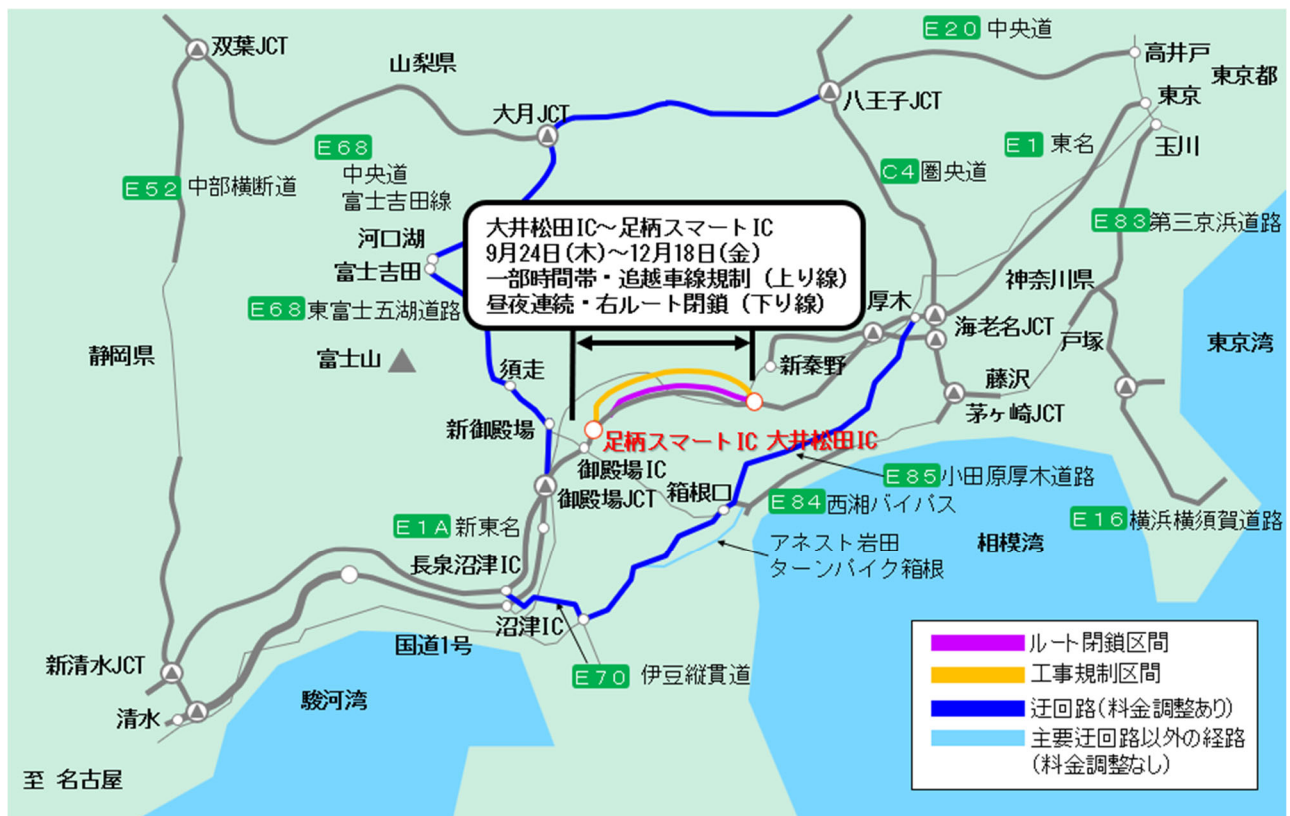 E20 中央道
双葉JCT
高井戸
山梨県
東京都
八王子JCT
東京
大月JCT
E68
中央道
富士吉田線
E1 東名
玉川
C4 圏央道
E52 中部横断道
E83 第三京浜道路
大井松田IC～足柄スマートIC
9月24日(木)～12月18日(金)
一部時間帯・追越車線規制（上り線）
昼夜連続・右ルート閉鎖（下り線）
河口湖
富士吉田
神奈川県
E68 東富士五湖道路
厚木
海老名JCT
静岡県
富士山
戸塚
東京湾
新秦野
須走
藤沢
茅ヶ崎JCT
新御殿場
足柄スマートIC 大井松田IC
御殿場IC
E85 小田原厚木道路
御殿場JCT
箱根口
E84 西湘バイパス
E1A 新東名
E16 横浜横須賀道路
アネスト岩田
ターンパイク箱根
相模湾
長泉沼津IC
沼津IC
国道1号
新清水JCT
E70 伊豆縦貫道
駿河湾
清水
至 名古屋
ルート閉鎖区間
工事規制区間
迂回路(料金調整あり)
主要迂回路以外の経路
(料金調整なし)